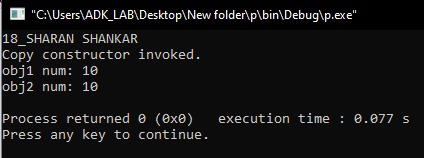 "C:\Users\ADK_LAB\Desktop\New folder\p\bin\Debug\p.exe"
18_SHARAN SHANKAR
Copy constructor invoked.
obj1 num: 10
obj2 num: 10
Process returned 0 (0x0)   execution time : 0.077 s
Press any key to continue.